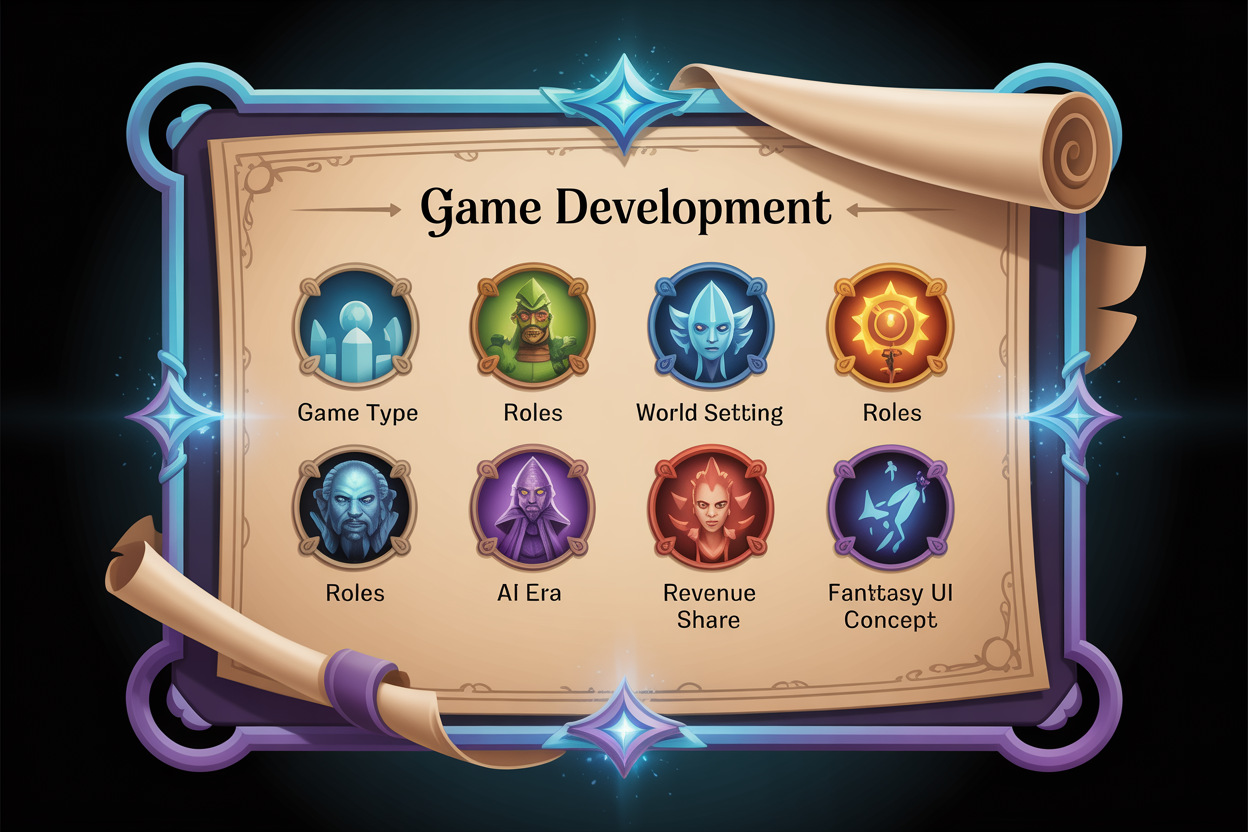 Game Development
Game Type
Roles
World Setting
Roles
Roles
AI Era
Revenue
Share
Fanttasy UI
Concept